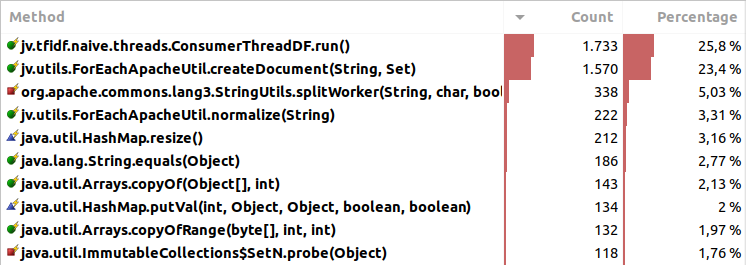 Method Count Percentage
jv.tfidf.naive.threads.ConsumerThreadDF.run() 1.733 25,8 %
jv.utils.ForEachApacheUtil.createDocument(String, Set) 1.570 23,4 %
org.apache.commons.lang3.StringUtils.splitWorker(String, char, bool 338 5,03 %
jv.utils.ForEachApacheUtil.normalize(String) 222 3,31 %
java.util.HashMap.resize() 212 3,16 %
java.lang.String.equals(Object) 186 2,77 %
java.util.Arrays.copyOf(Object[], int) 143 2,13 %
java.util.HashMap.putVal(int, Object, Object, boolean, boolean) 134 2 %
java.util.Arrays.copyOfRange(byte[], int, int) 132 1,97 %
java.util.ImmutableCollections$SetN.probe(Object) 118 1,76 %